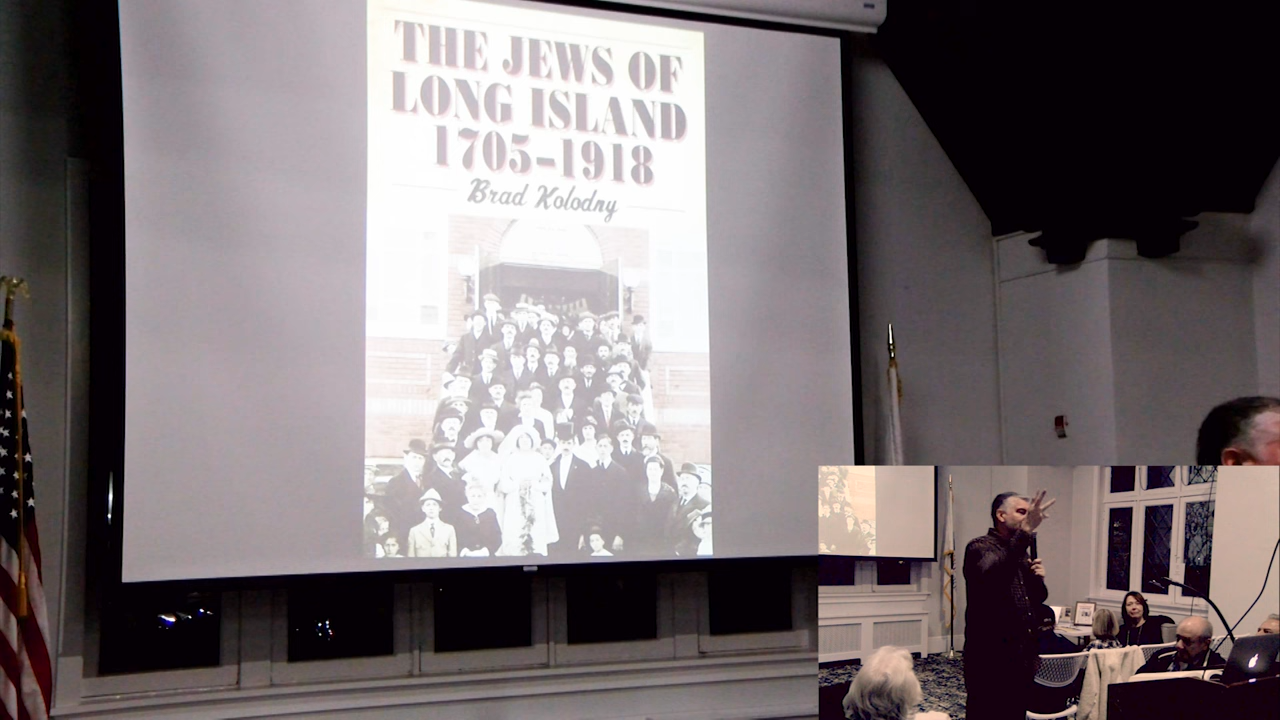 THE JEWS OF
LONG ISLAND
1705–1918
Brad Kolodny